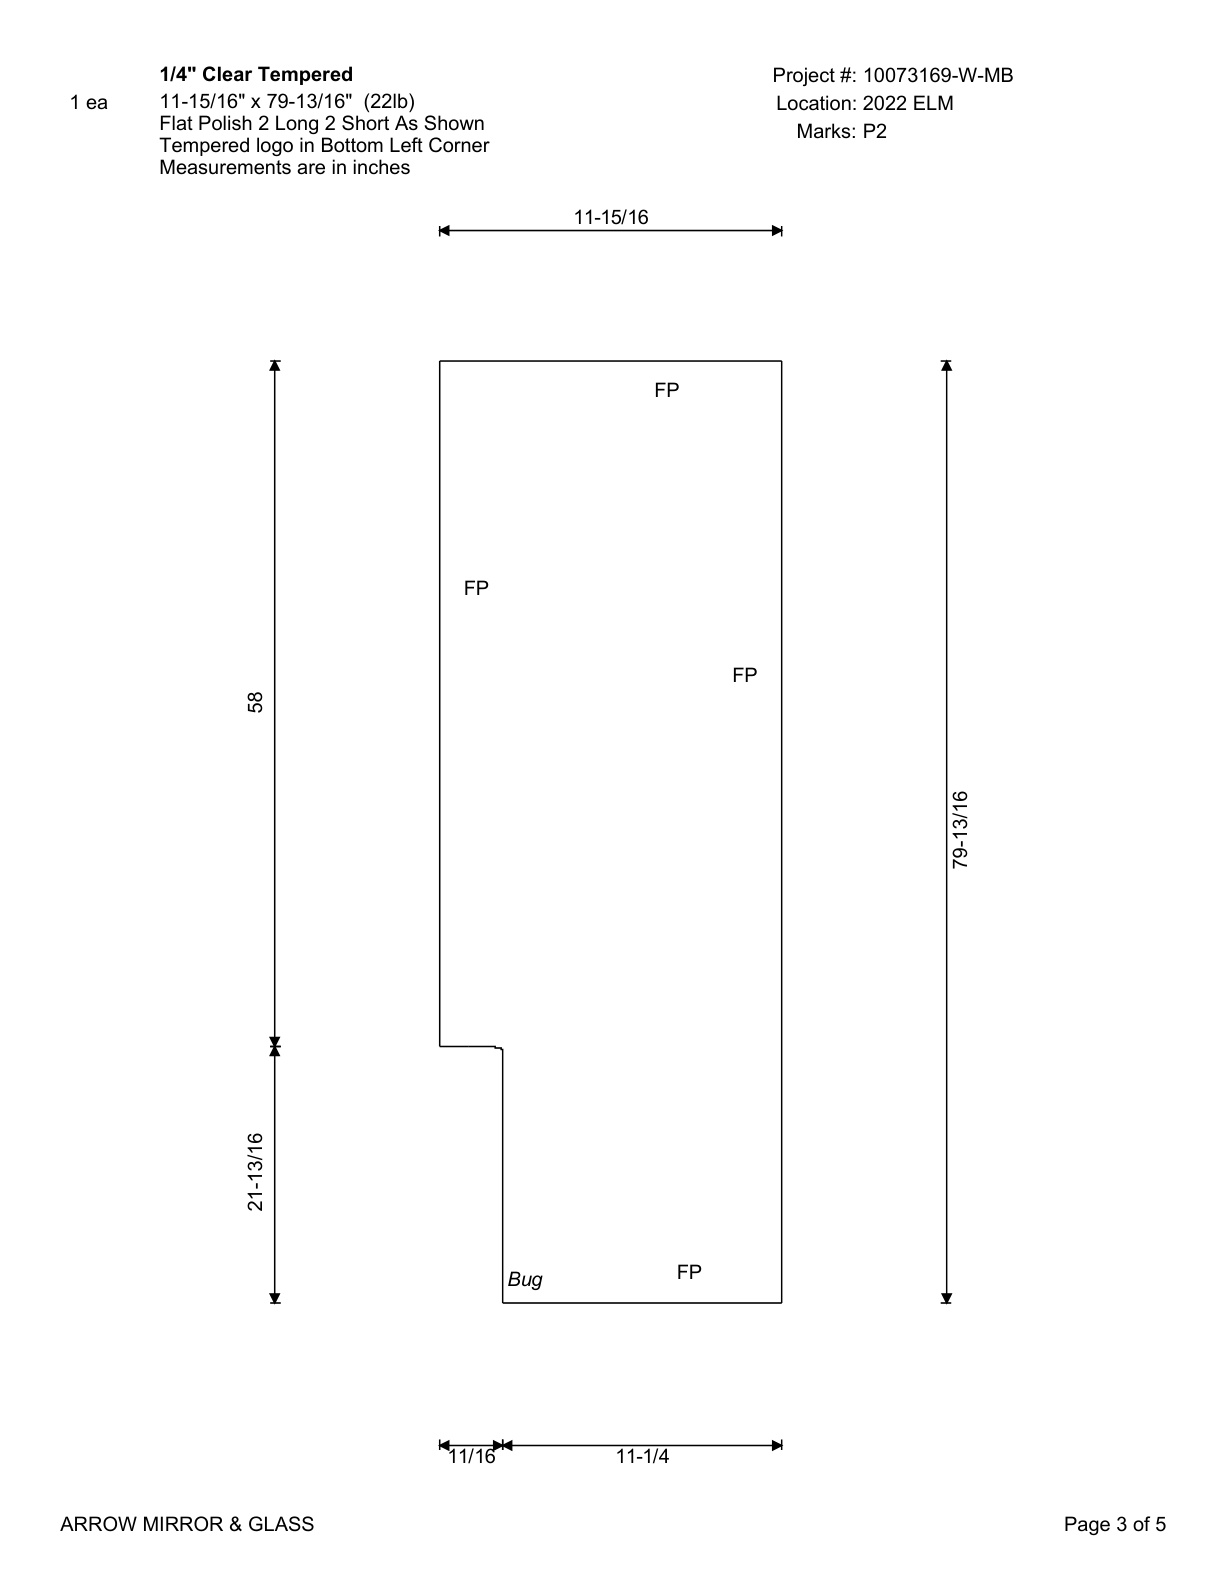 1/4" Clear Tempered
1 ea
11-15/16" x 79-13/16"  (22lb)
Flat Polish 2 Long 2 Short As Shown
Tempered logo in Bottom Left Corner
Measurements are in inches
Project #: 10073169-W-MB
Location: 2022 ELM
Marks: P2
11-15/16
FP
FP
FP
58
79-13/16
21-13/16
Bug
FP
11/16
11-1/4
ARROW MIRROR & GLASS
Page 3 of 5